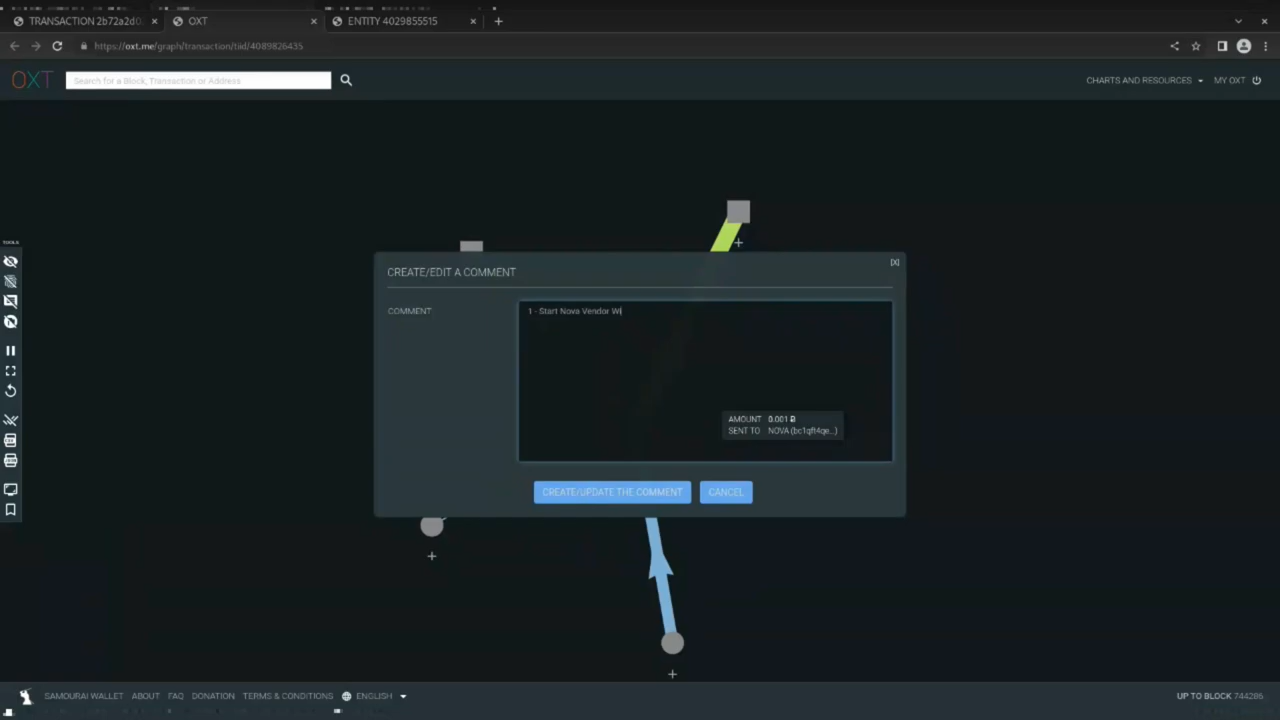 TRANSACTION 2b72a2d0
OXT
ENTITY 4029855515
https://oxt.me/graph/transaction/tiid/4089826435
OXT
Search for a Block, Transaction or Address
CHARTS AND RESOURCES
MY OXT
TOOLS
CREATE/EDIT A COMMENT
[X]
COMMENT
1 - Start Nova Vendor Wi
AMOUNT 0.001
SENT TO NOVA (bc1qft4qe...)
CREATE/UPDATE THE COMMENT
CANCEL
+
+
+
SAMOURAI WALLET ABOUT FAQ DONATION TERMS & CONDITIONS ENGLISH
UP TO BLOCK 744286